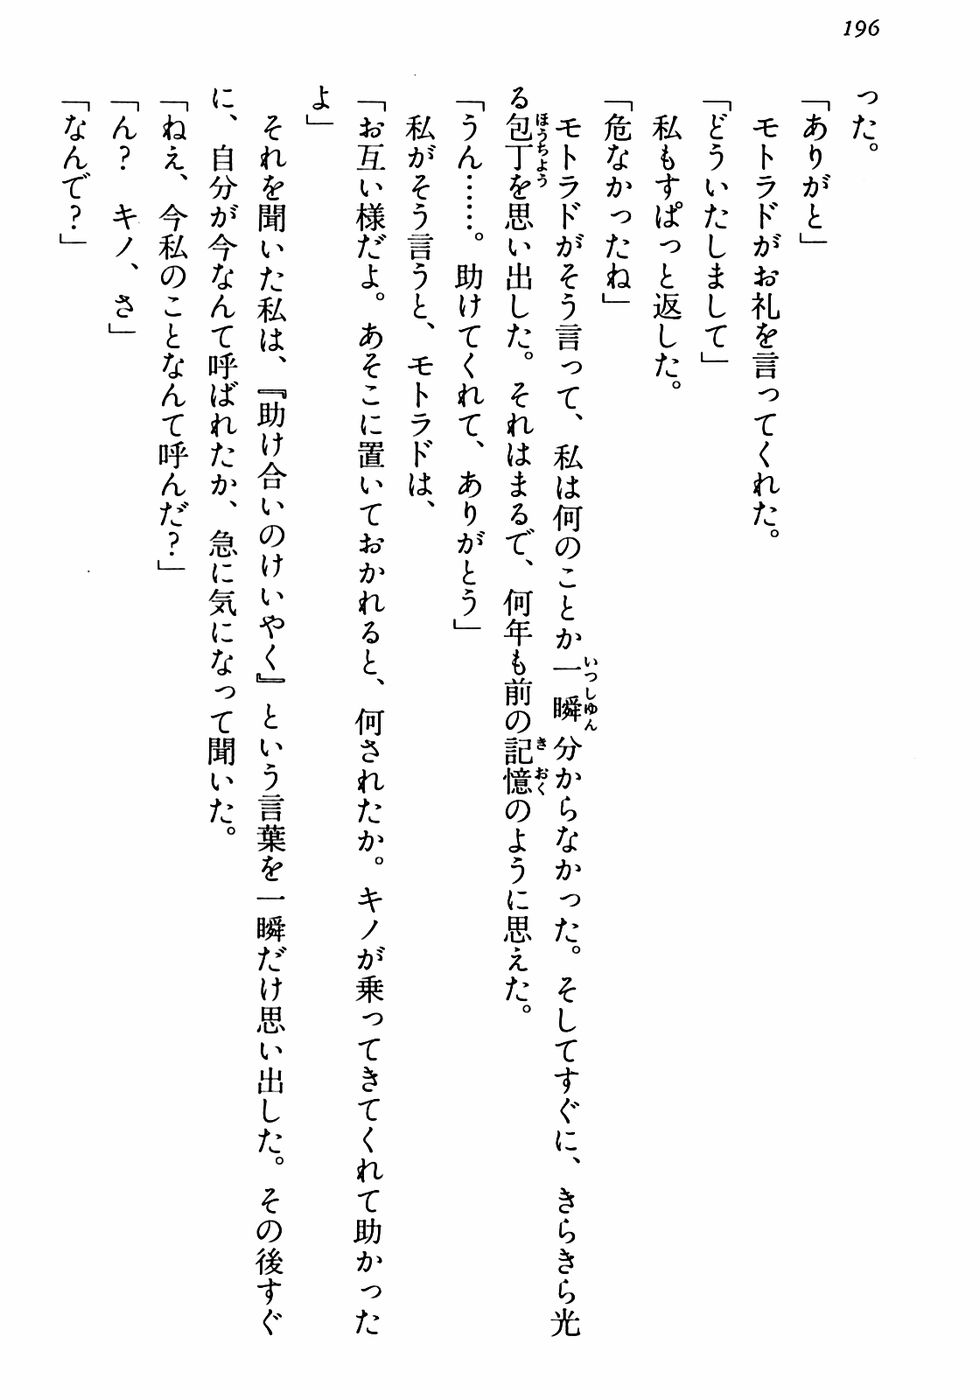 196
った。
「ありがと」
モトラドがお礼を言ってくれた。
「どういたしまして」
私もすぱっと返した。
「危なかったね」
モトラドがそう言って、私は何のことか一瞬分からなかった。そしてすぐに、きらきら光
る包丁を思い出した。それはまるで、何年も前の記憶のように思えた。
「うん……。助けてくれて、ありがとう」
私がそう言うと、モトラドは、
「お互い様だよ。あそこに置いておかれると、何されたか。キノが乗ってきてくれて助かった
よ」
それを聞いた私は、『助け合いのけいやく』という言葉を一瞬だけ思い出した。その後すぐ
に、自分が今なんて呼ばれたか、急に気になって聞いた。
「ねぇ、今私のことなんて呼んだ？」
「ん？　キノ、さ」
「なんで？」